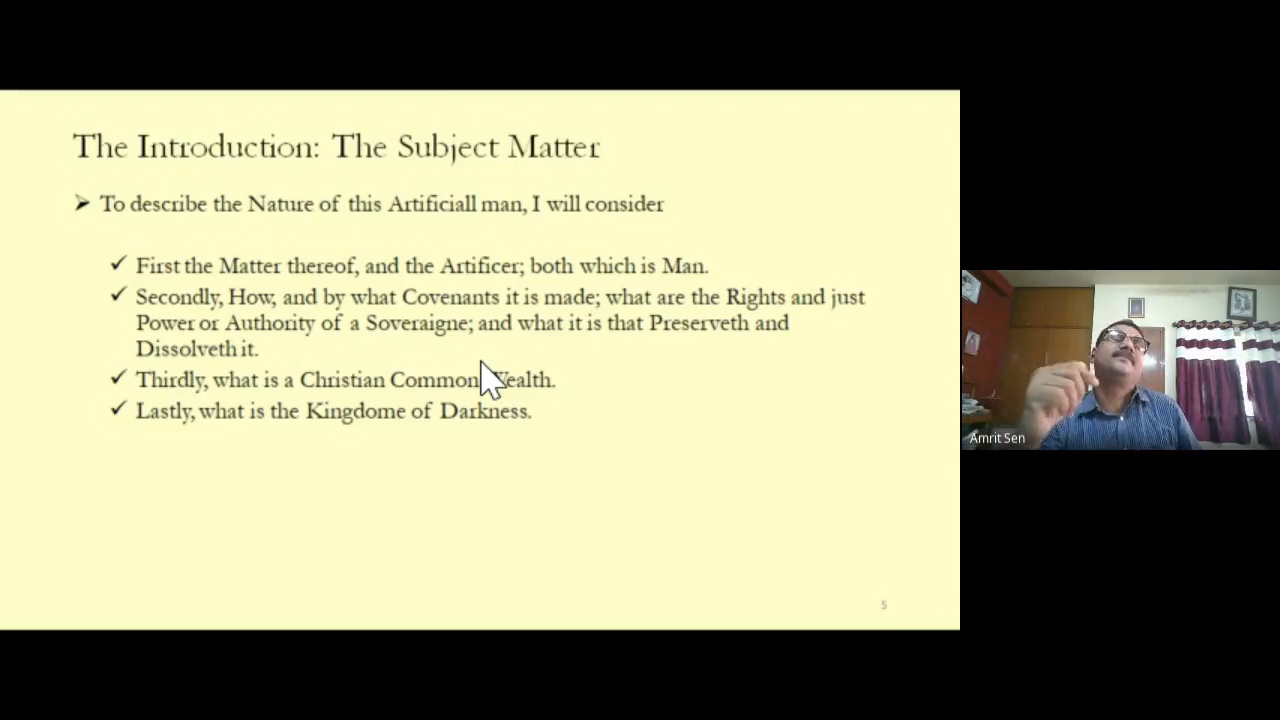 The Introduction: The Subject Matter
To describe the Nature of this Artificiall man, I will consider
First the Matter thereof, and the Artificer; both which is Man.
Secondly, How, and by what Covenants it is made; what are the Rights and just
Power or Authority of a Soveraigne; and what it is that Preserveth and
Dissolveth it.
Thirdly, what is a Christian Common-Wealth.
Lastly, what is the Kingdome of Darkness.
5
Amrit Sen